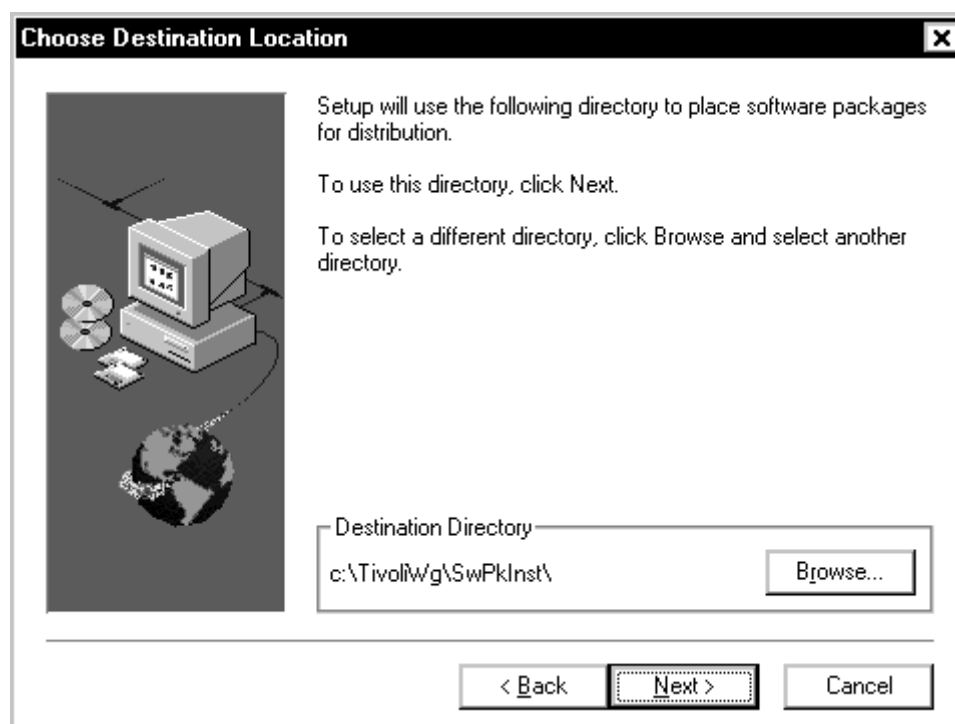 Choose Destination Location
Setup will use the following directory to place software packages
for distribution.
To use this directory, click Next.
To select a different directory, click Browse and select another
directory.
Destination Directory
c:\TivoliWg\SwPkInst\
Browse...
< Back
Next >
Cancel